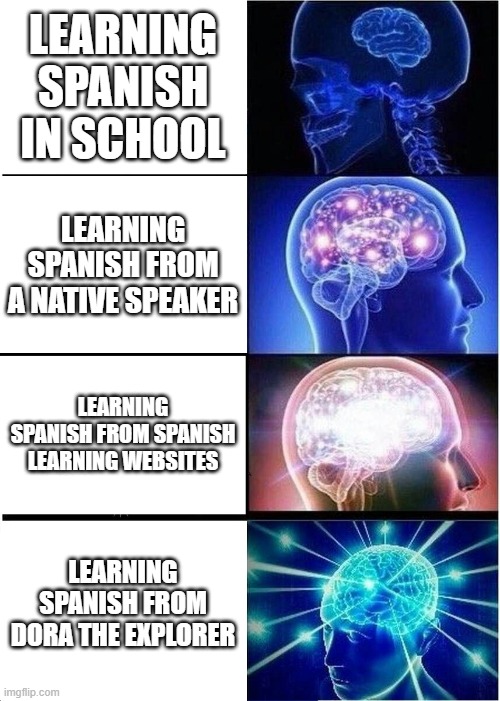 LEARNING
SPANISH
IN SCHOOL
LEARNING
SPANISH FROM
A NATIVE SPEAKER
LEARNING
SPANISH FROM SPANISH
LEARNING WEBSITES
LEARNING
SPANISH FROM
DORA THE EXPLORER
imgflip.com